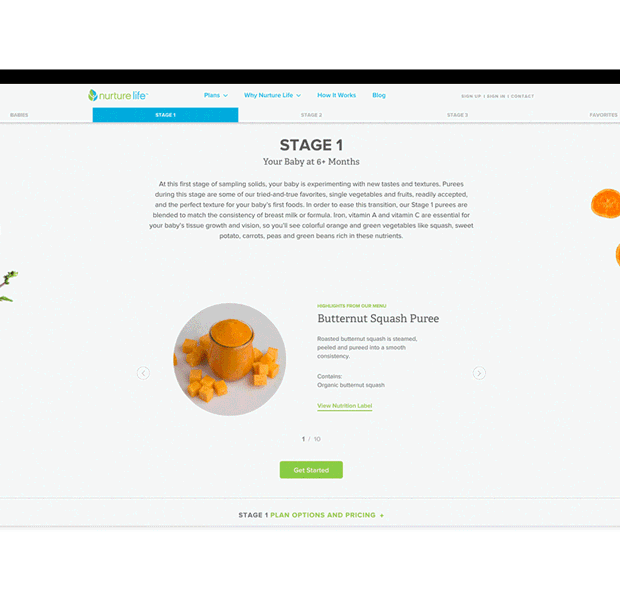 nurture life™
Plans Why Nurture Life How It Works Blog
SIGN UP | SIGN IN | CONTACT
BABIES STAGE 1 STAGE 2 STAGE 3 FAVORITES
STAGE 1
Your Baby at 6+ Months
At this first stage of sampling solids, your baby is experimenting with new tastes and textures. Purees
during this stage are some of our tried-and-true favorites, single vegetables and fruits, readily accepted,
and the perfect texture for your baby's first foods. In order to ease this transition, our Stage 1 purees are
blended to match the consistency of breast milk or formula. Iron, vitamin A and vitamin C are essential for
your baby's tissue growth and vision, so you'll see colorful orange and green vegetables like squash, sweet
potato, carrots, peas and green beans rich in these nutrients.
HIGHLIGHTS FROM OUR MENU
Butternut Squash Puree
Roasted butternut squash is steamed,
peeled and pureed into a smooth
consistency.
Contains:
Organic butternut squash
View Nutrition Label
1 / 10
Get Started
STAGE 1 PLAN OPTIONS AND PRICING +